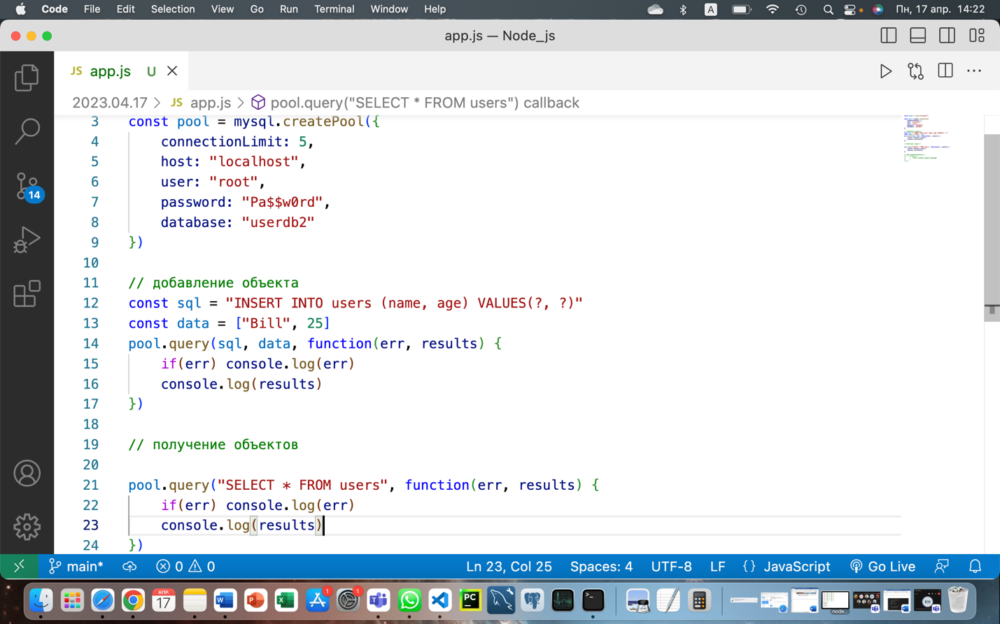 Code File Edit Selection View Go Run Terminal Window Help A Пн, 17 апр. 14:22
app.js — Node_js
JS app.js U
2023.04.17 > JS app.js > pool.query("SELECT * FROM users") callback
3 const pool = mysql.createPool({
4 connectionLimit: 5,
5 host: "localhost",
6 user: "root",
7 password: "Pa$$w0rd",
8 database: "userdb2"
9 })
10
11 // добавление объекта
12 const sql = "INSERT INTO users (name, age) VALUES(?, ?)"
13 const data = ["Bill", 25]
14 pool.query(sql, data, function(err, results) {
15 if(err) console.log(err)
16 console.log(results)
17 })
18
19 // получение объектов
20
21 pool.query("SELECT * FROM users", function(err, results) {
22 if(err) console.log(err)
23 console.log(results)
24 })
14
main* 0 0 Ln 23, Col 25 Spaces: 4 UTF-8 LF {} JavaScript Go Live
АПР. 17 W P X 1 1 PC >_ node... KH